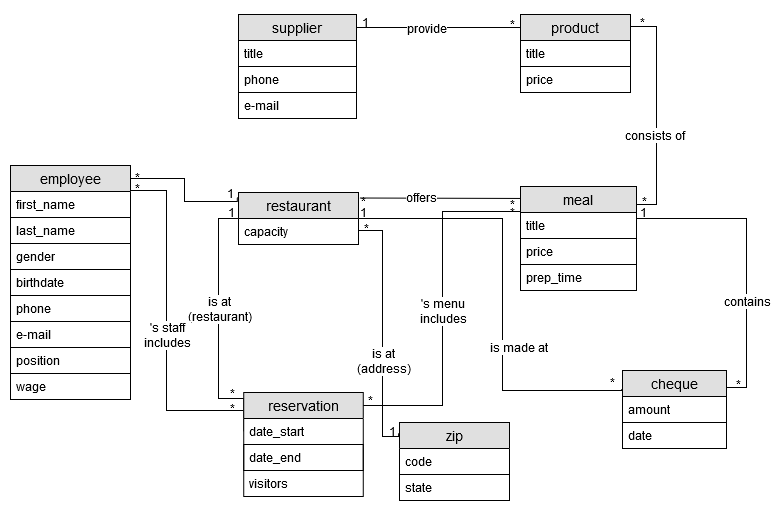 supplier
title
phone
e-mail
1
provide
*
product
title
price
*
consists of
*
employee
first_name
last_name
gender
birthdate
phone
e-mail
position
wage
*
*
1
1
restaurant
capacity
*
1
*
offers
*
*
meal
title
price
prep_time
1
contains
*
is at
(restaurant)
's staff
includes
's menu
includes
is made at
*
is at
(address)
1
*
*
*
reservation
date_start
date_end
visitors
zip
code
state
cheque
amount
date